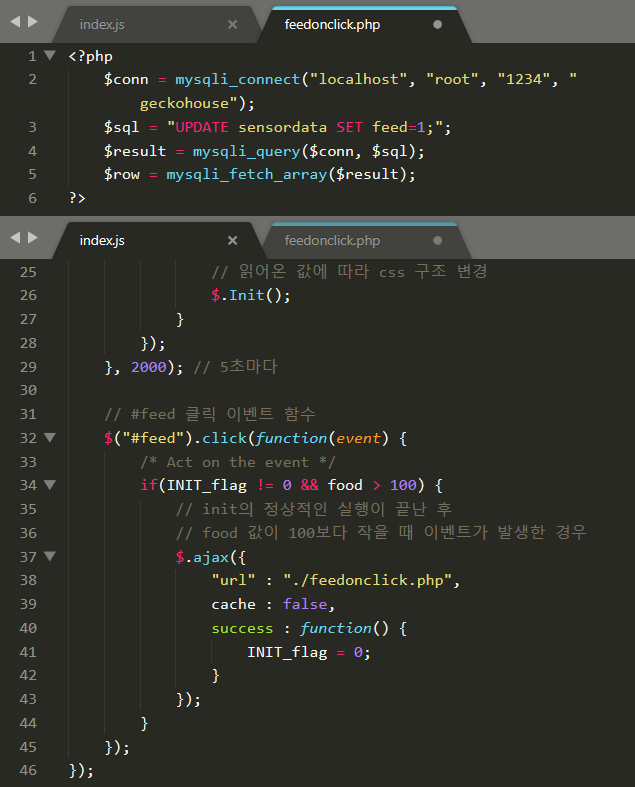 index.js × feedonclick.php
1 <?php
2 $conn = mysqli_connect("localhost", "root", "1234", "
geckohouse");
3 $sql = "UPDATE sensordata SET feed=1;";
4 $result = mysqli_query($conn, $sql);
5 $row = mysqli_fetch_array($result);
6 ?>
index.js × feedonclick.php
25 // 읽어온 값에 따라 css 구조 변경
26 $.Init();
27 }
28 });
29 }, 2000); // 5초마다
30
31 // #feed 클릭 이벤트 함수
32 $("#feed").click(function(event) {
33 /* Act on the event */
34 if(INIT_flag != 0 && food > 100) {
35 // init의 정상적인 실행이 끝난 후
36 // food 값이 100보다 작을 때 이벤트가 발생한 경우
37 $.ajax({
38 "url" : "./feedonclick.php",
39 cache : false,
40 success : function() {
41 INIT_flag = 0;
42 }
43 });
44 }
45 });
46 });